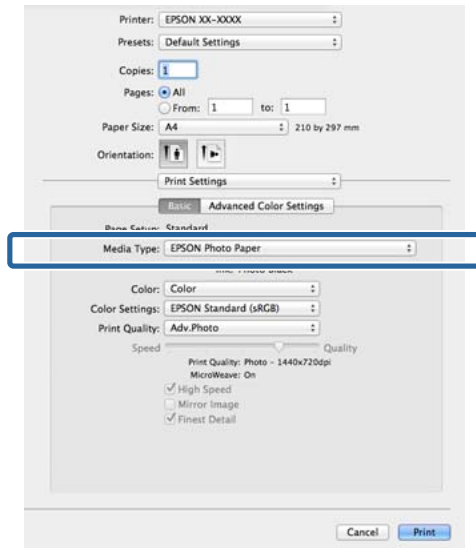 Printer: EPSON XX-XXXX
Presets: Default Settings
Copies: 1
Pages: All
From: 1 to: 1
Paper Size: A4 210 by 297 mm
Orientation:
Print Settings
Basic Advanced Color Settings
Page Setup: Standard
Media Type: EPSON Photo Paper
Ink: Photo Black
Color: Color
Color Settings: EPSON Standard (sRGB)
Print Quality: Adv.Photo
Speed Quality
Print Quality: Photo - 1440x720dpi
MicroWeave: On
High Speed
Mirror Image
Finest Detail
Cancel Print